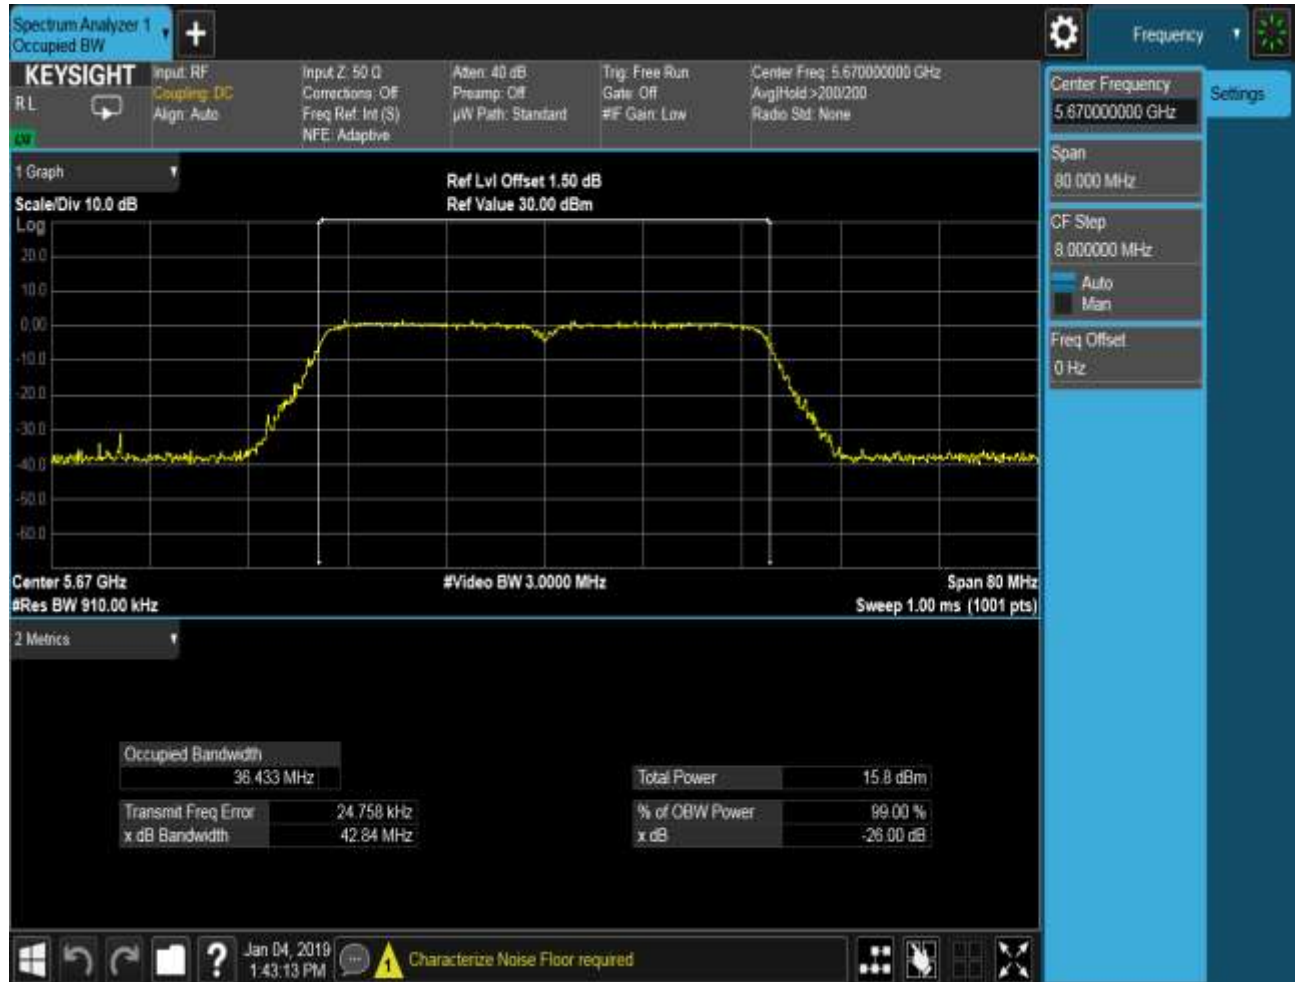 Spectrum Analyzer 1
Occupied BW
Frequency
KEYSIGHT
RL
Input: RF
Coupling: DC
Align: Auto
Input Z: 50 Ω
Corrections: Off
Freq Ref: Int (S)
NFE: Adaptive
Atten: 40 dB
Preamp: Off
µW Path: Standard
Trig: Free Run
Gate: Off
#IF Gain: Low
Center Freq: 5.670000000 GHz
Avg|Hold:>200/200
Radio Std: None
Center Frequency
5.670000000 GHz
Settings
Span
80.000 MHz
CF Step
8.000000 MHz
Auto
Man
Freq Offset
0 Hz
1 Graph
Scale/Div 10.0 dB
Ref Lvl Offset 1.50 dB
Ref Value 30.00 dBm
Log
20.0
10.0
0.00
-10.0
-20.0
-30.0
-40.0
-50.0
-60.0
Center 5.67 GHz
#Res BW 910.00 kHz
#Video BW 3.0000 MHz
Span 80 MHz
Sweep 1.00 ms (1001 pts)
2 Metrics
Occupied Bandwidth
36.433 MHz
Transmit Freq Error 24.758 kHz
x dB Bandwidth 42.84 MHz
Total Power 15.8 dBm
% of OBW Power 99.00 %
x dB -26.00 dB
Jan 04, 2019
1:43:13 PM
1
Characterize Noise Floor required